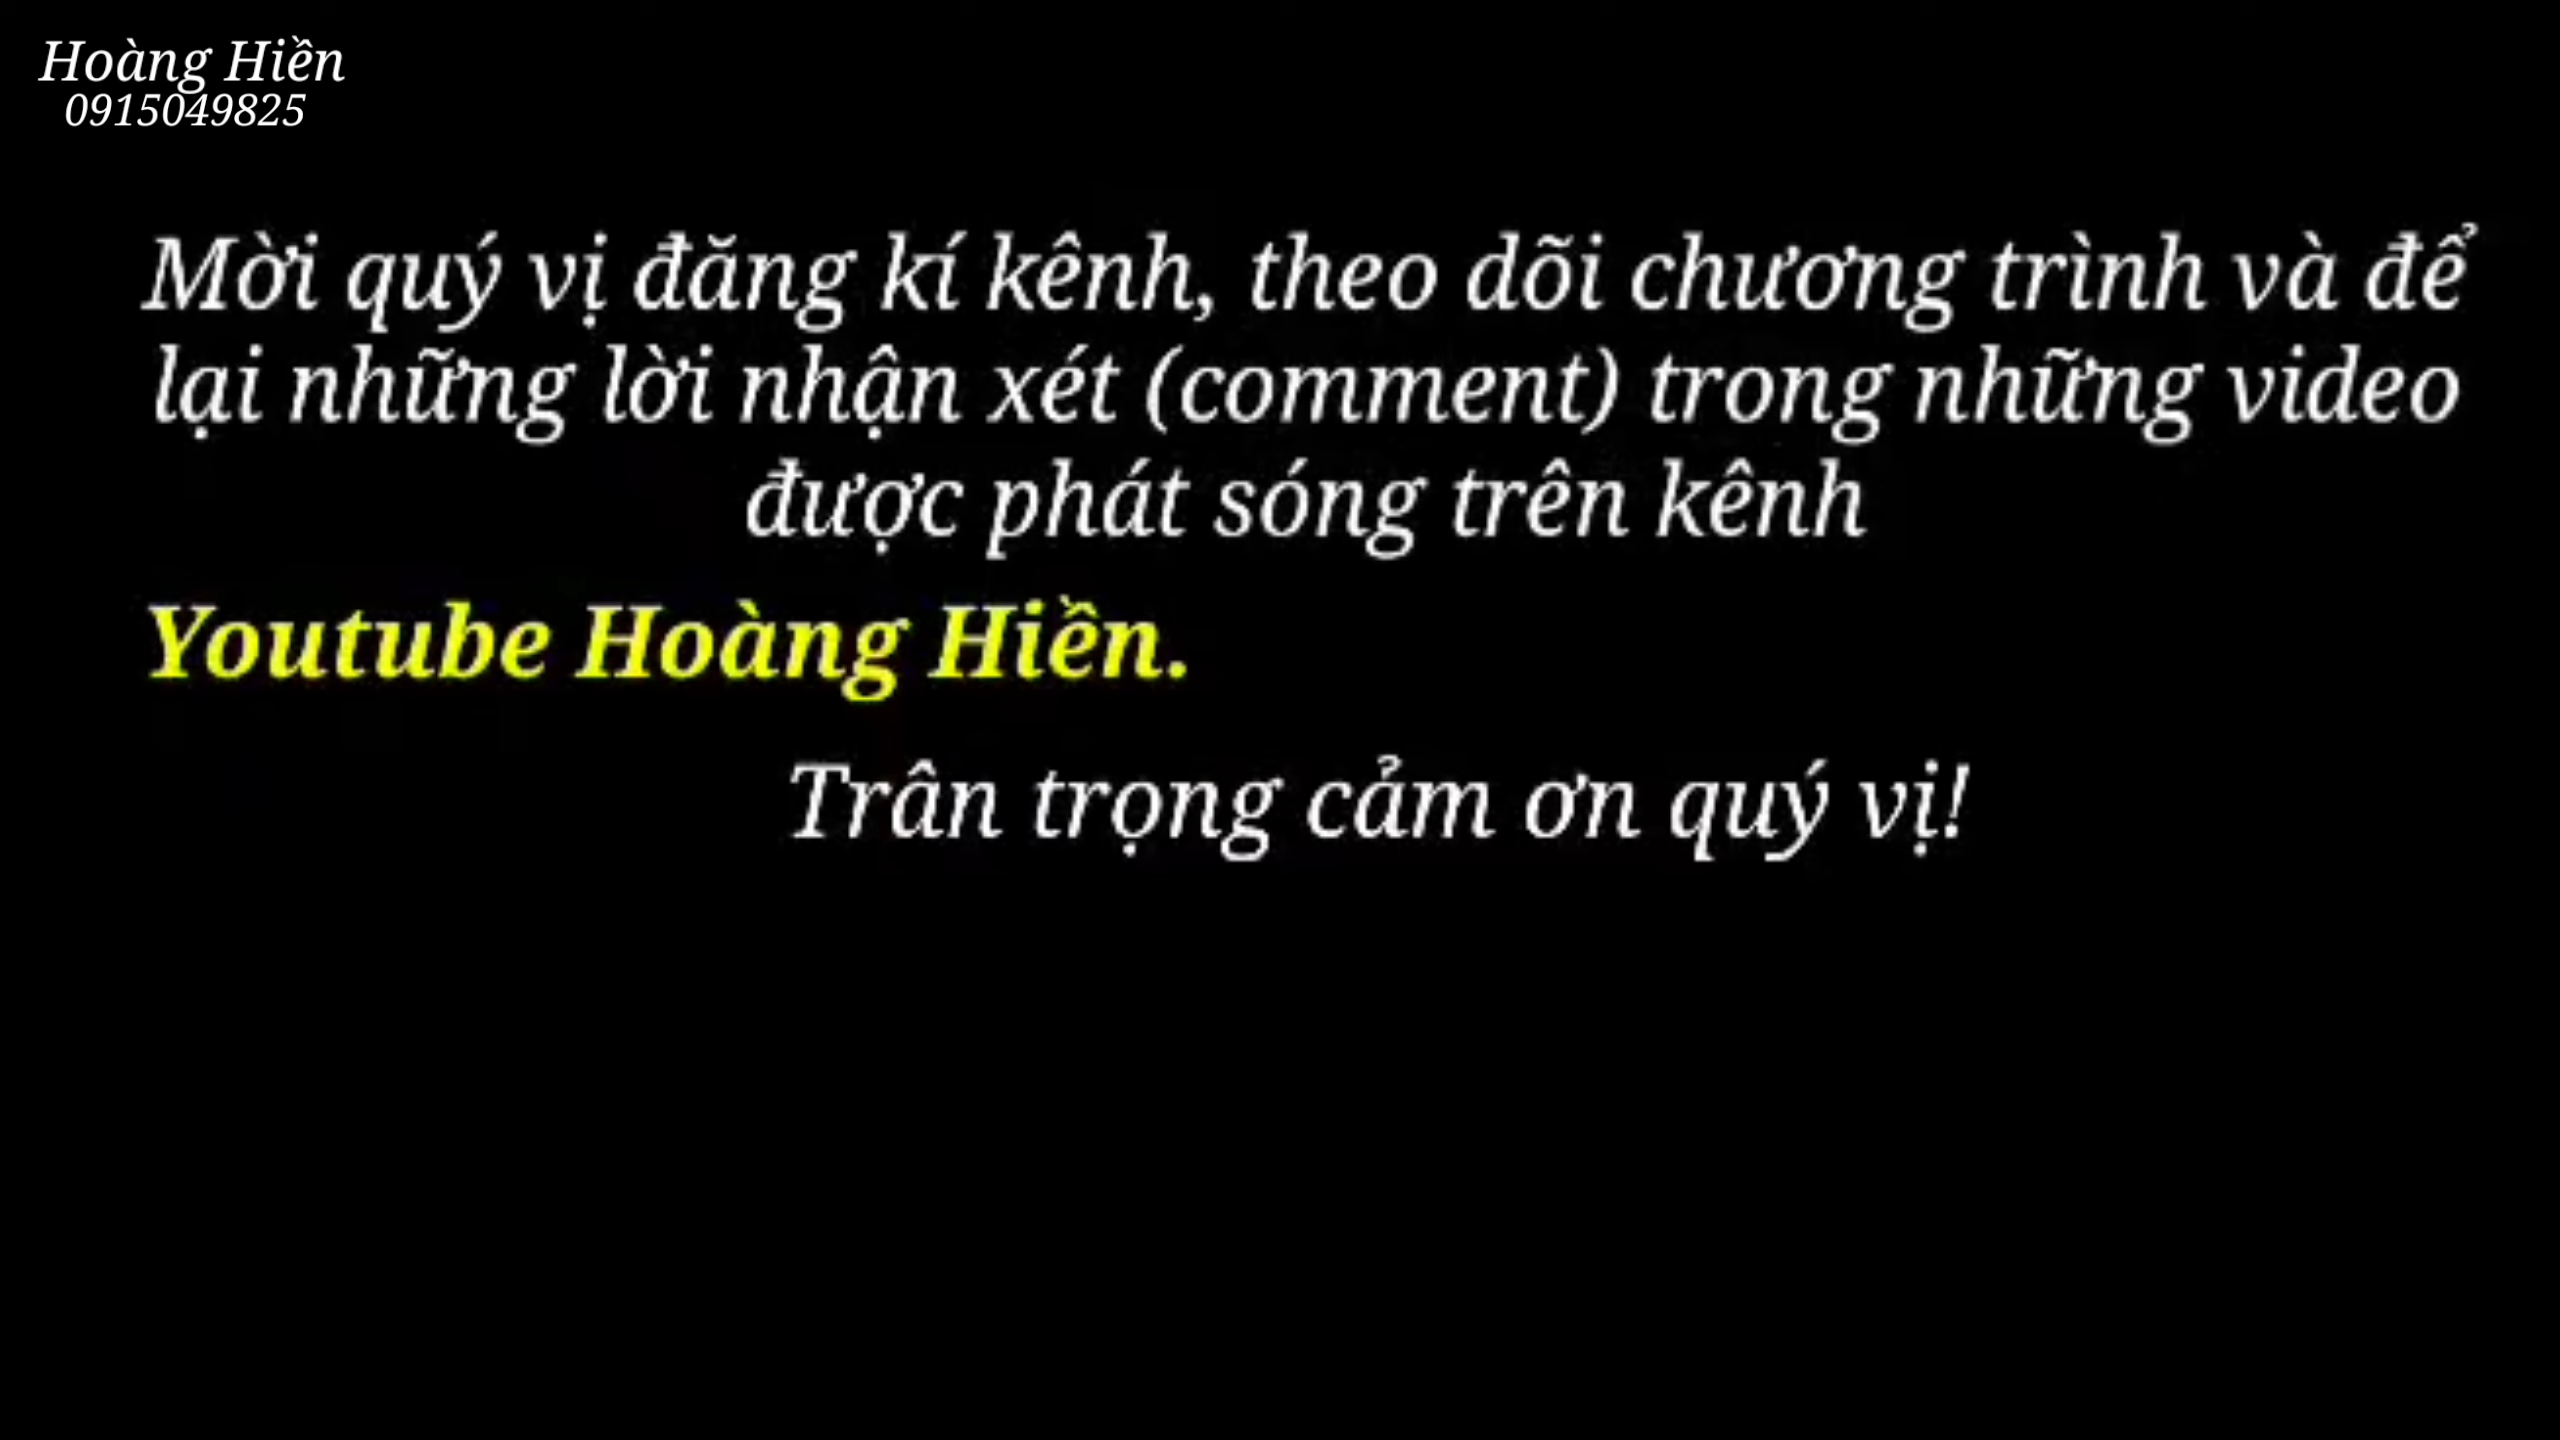 Hoàng Hiền
0915049825
Mời quý vị đăng kí kênh, theo dõi chương trình và để
lại những lời nhận xét (comment) trong những video
được phát sóng trên kênh
Youtube Hoàng Hiền.
Trân trọng cảm ơn quý vị!